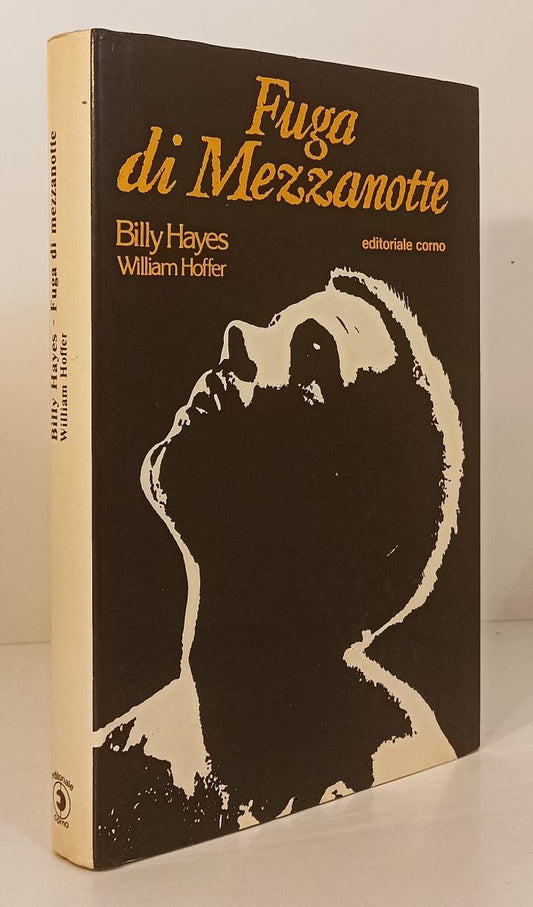 Fuga
di Mezzanotte
Billy Hayes
William Hoffer
editoriale corno
Billy Hayes - Fuga di mezzanotte
William Hoffer
editoriale
corno